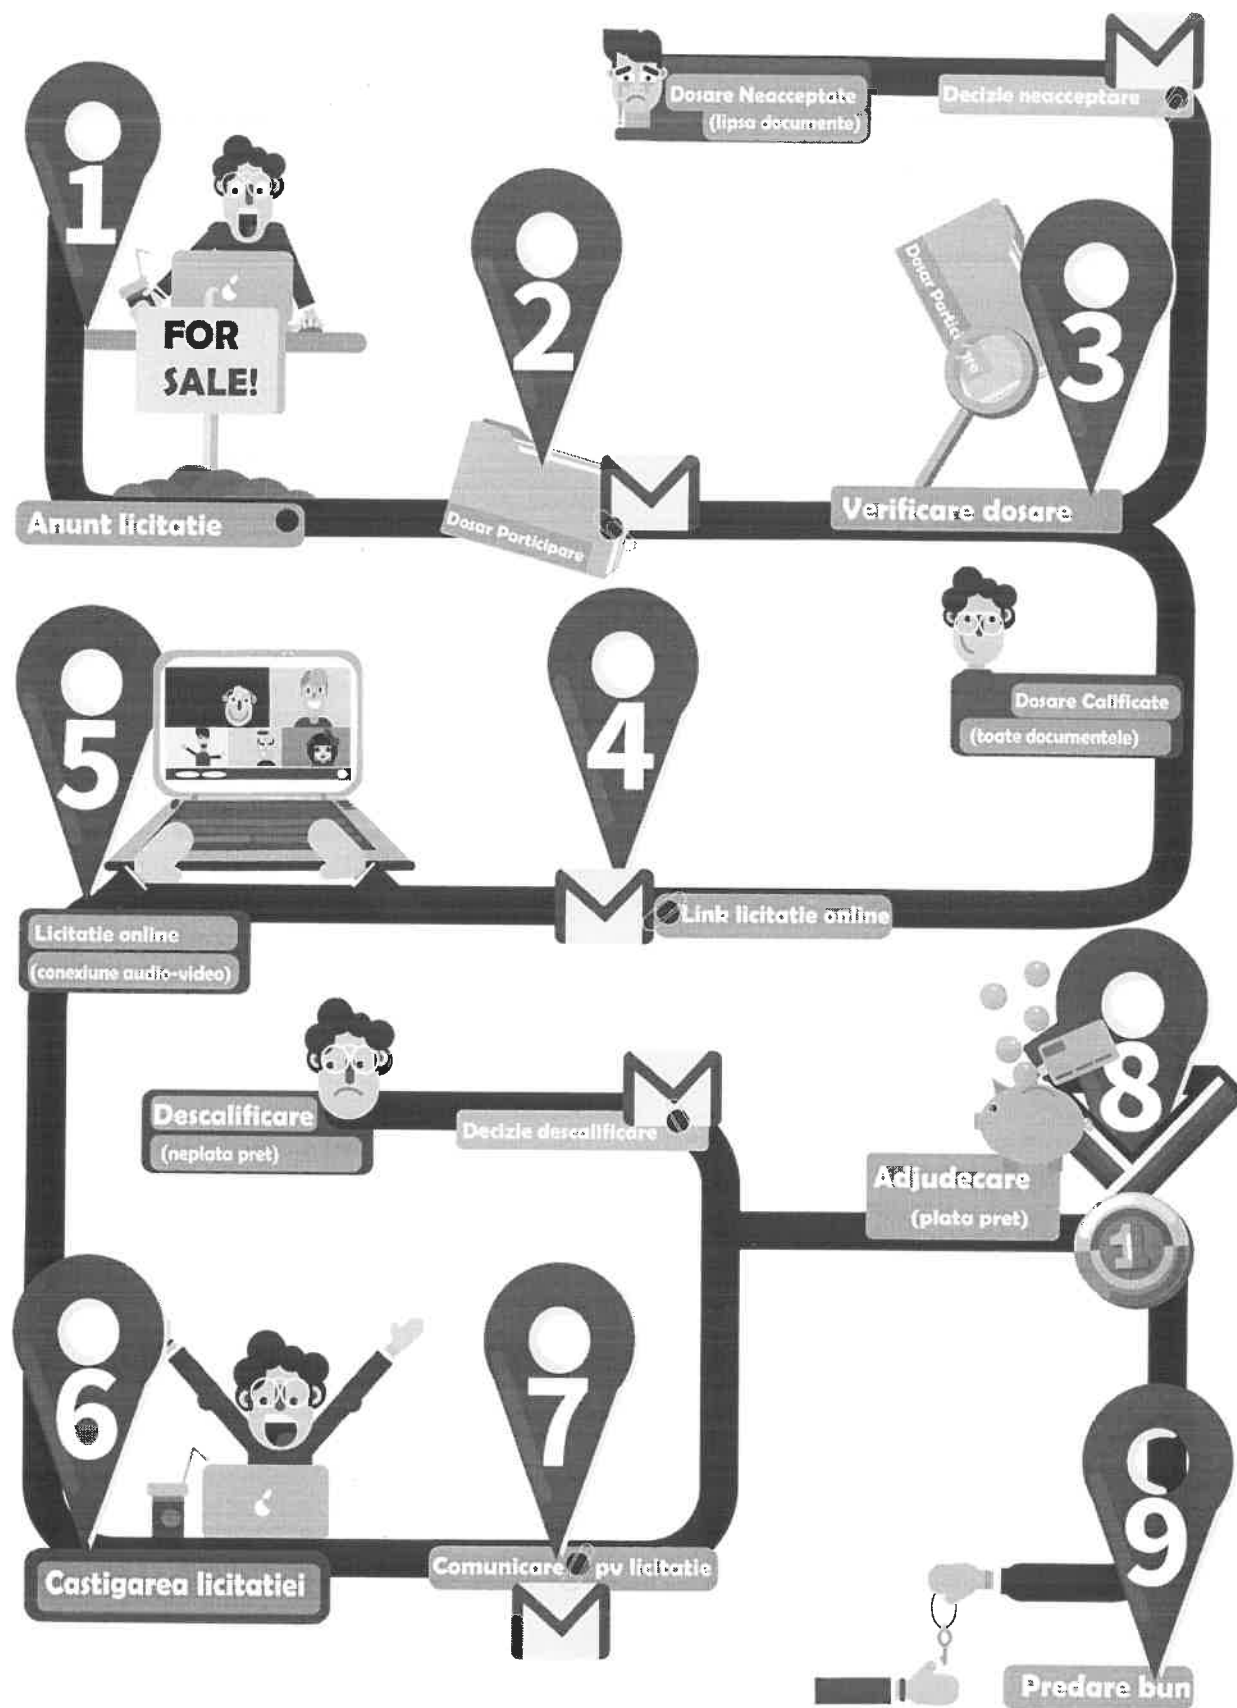 Dosare Neacceptate
(lipsa documente)
Decizie neacceptare
1
FOR
SALE!
Anunt licitatie
2
Dosar Participare
3
Dosar Participare
Verificare dosare
Dosare Calificate
(toate documentele)
4
Link licitatie online
5
Licitatie online
(conexiune audio-video)
Descalificare
(neplata pret)
Decizie descalificare
8
Adjudecare
(plata pret)
1
6
Castigarea licitatiei
7
Comunicare pv licitatie
9
Predare bun